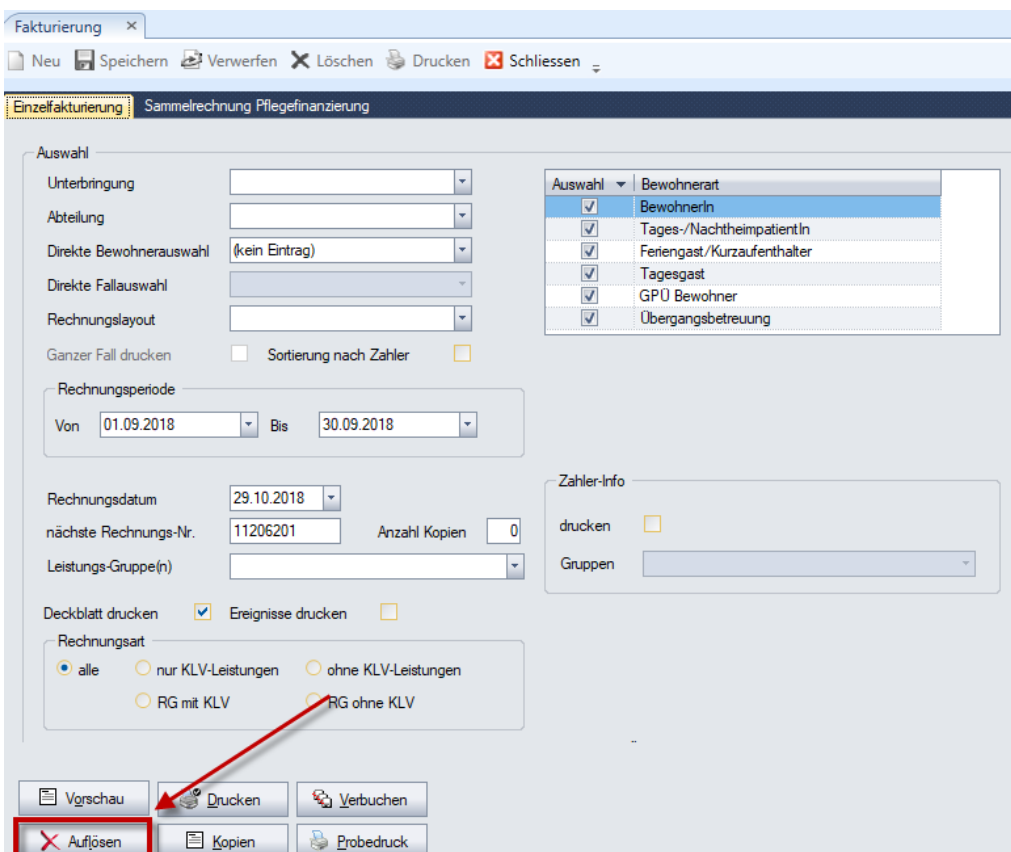 Fakturierung
Neu Speichern Verwerfen Löschen Drucken Schliessen
Einzelfakturierung Sammelrechnung Pflegefinanzierung
Auswahl
Unterbringung
Abteilung
Direkte Bewohnerauswahl (kein Eintrag)
Direkte Fallauswahl
Rechnungslayout
Ganzer Fall drucken Sortierung nach Zahler
Auswahl Bewohnerart
BewohnerIn
Tages-/NachtheimpatientIn
Feriengast/Kurzaufenthalter
Tagesgast
GPÜ Bewohner
Übergangsbetreuung
Rechnungsperiode
Von 01.09.2018 Bis 30.09.2018
Rechnungsdatum 29.10.2018
nächste Rechnungs-Nr. 11206201 Anzahl Kopien 0
Leistungs-Gruppe(n)
Zahler-Info
drucken
Gruppen
Deckblatt drucken Ereignisse drucken
Rechnungsart
alle nur KLV-Leistungen ohne KLV-Leistungen
RG mit KLV RG ohne KLV
Vorschau Drucken Verbuchen
Auflösen Kopien Probedruck